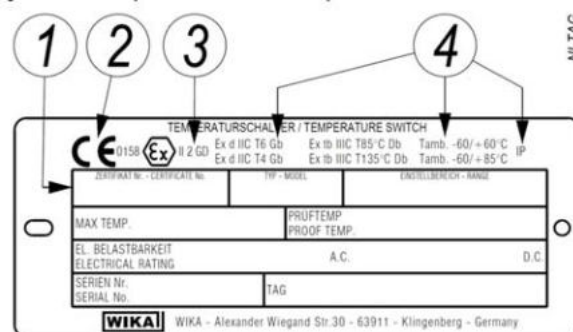 1 2 3 4
TEMPERATURSCHALTER / TEMPERATURE SWITCH
CE 0158 Ex II 2 GD Ex d IIC T6 Gb Ex tb IIIC T85°C Db Tamb. -60/+60°C IP
Ex d IIC T4 Gb Ex tb IIIC T135°C Db Tamb. -60/+85°C
ZERTIFIKAT Nr. - CERTIFICATE No. TYP - MODEL EINSTELLBEREICH - RANGE
MAX TEMP. PRÜFTEMP
PROOF TEMP.
EL. BELASTBARKEIT
ELECTRICAL RATING A.C. D.C.
SERIEN Nr.
SERIAL No. TAG
WIKA WIKA - Alexander Wiegand Str.30 - 63911 - Klingenberg - Germany